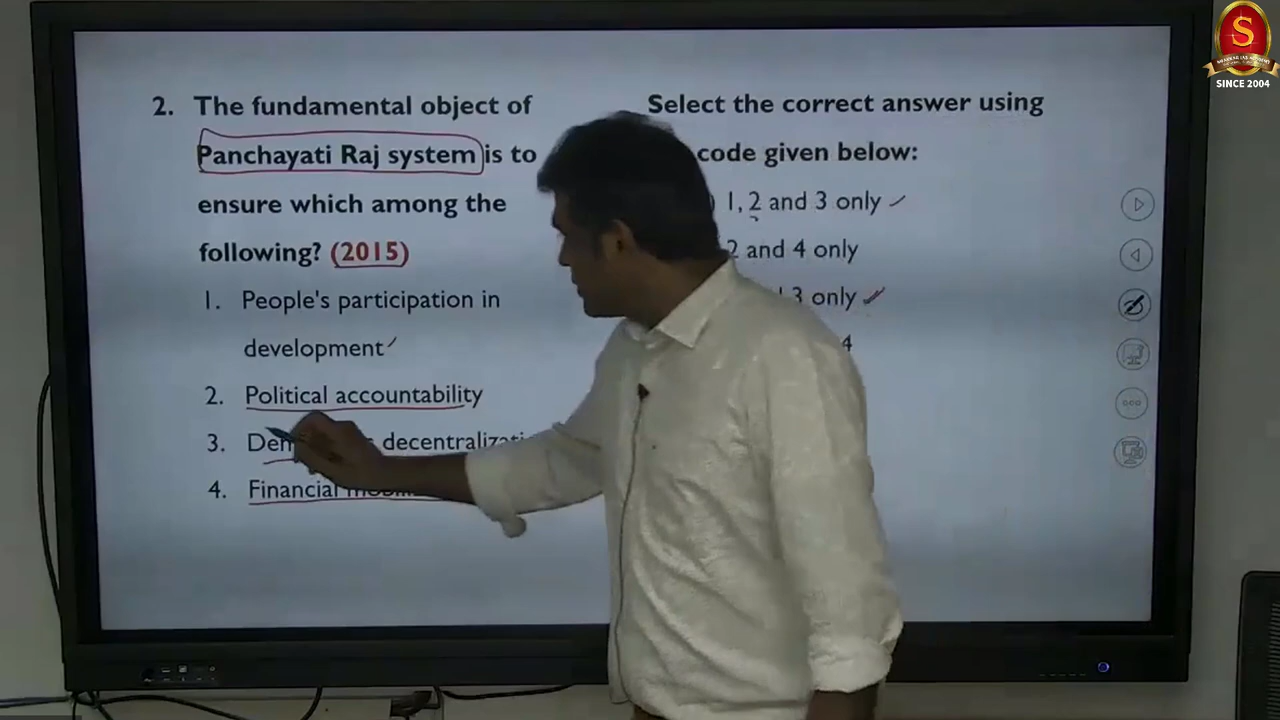 2. The fundamental object of
Panchayati Raj system is to
ensure which among the
following? (2015)
1. People's participation in
development
2. Political accountability
3. decentralizati
4. Financial
Select the correct answer using
code given below:
1, 2 and 3 only
2 and 4 only
3 only
4
S
SINCE 2004